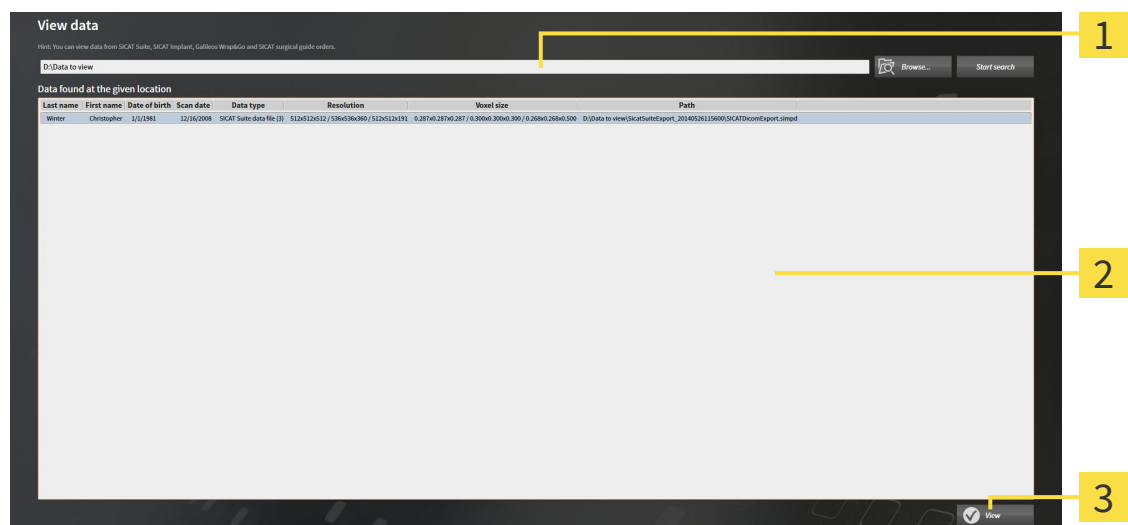 View data
1
Hint: You can view data from SICAT Suite, SICAT Implant, Galileos Wrap&Go and SICAT surgical guide orders.
D:\Data to view Browse... Start search
Data found at the given location
Last name First name Date of birth Scan date Data type Resolution Voxel size Path
Winter Christopher 1/1/1981 12/16/2008 SICAT Suite data file (3) 512x512x512 / 536x536x360 / 512x512x191 0.287x0.287x0.287 / 0.300x0.300x0.300 / 0.268x0.268x0.500 D:\Data to view\SicatSuiteExport_20140526115600\SICATDicomExport.simpd
2
3
View